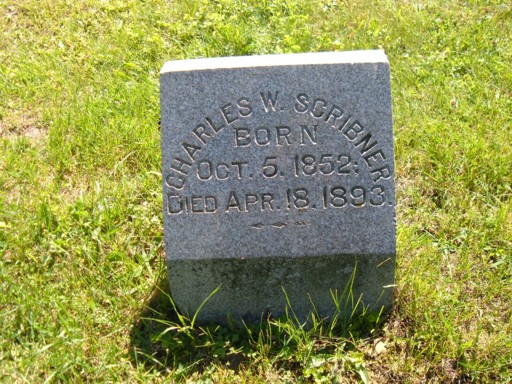 CHARLES W. SCRIBNER
BORN
OCT. 5. 1852;
DIED APR. 18. 1893.